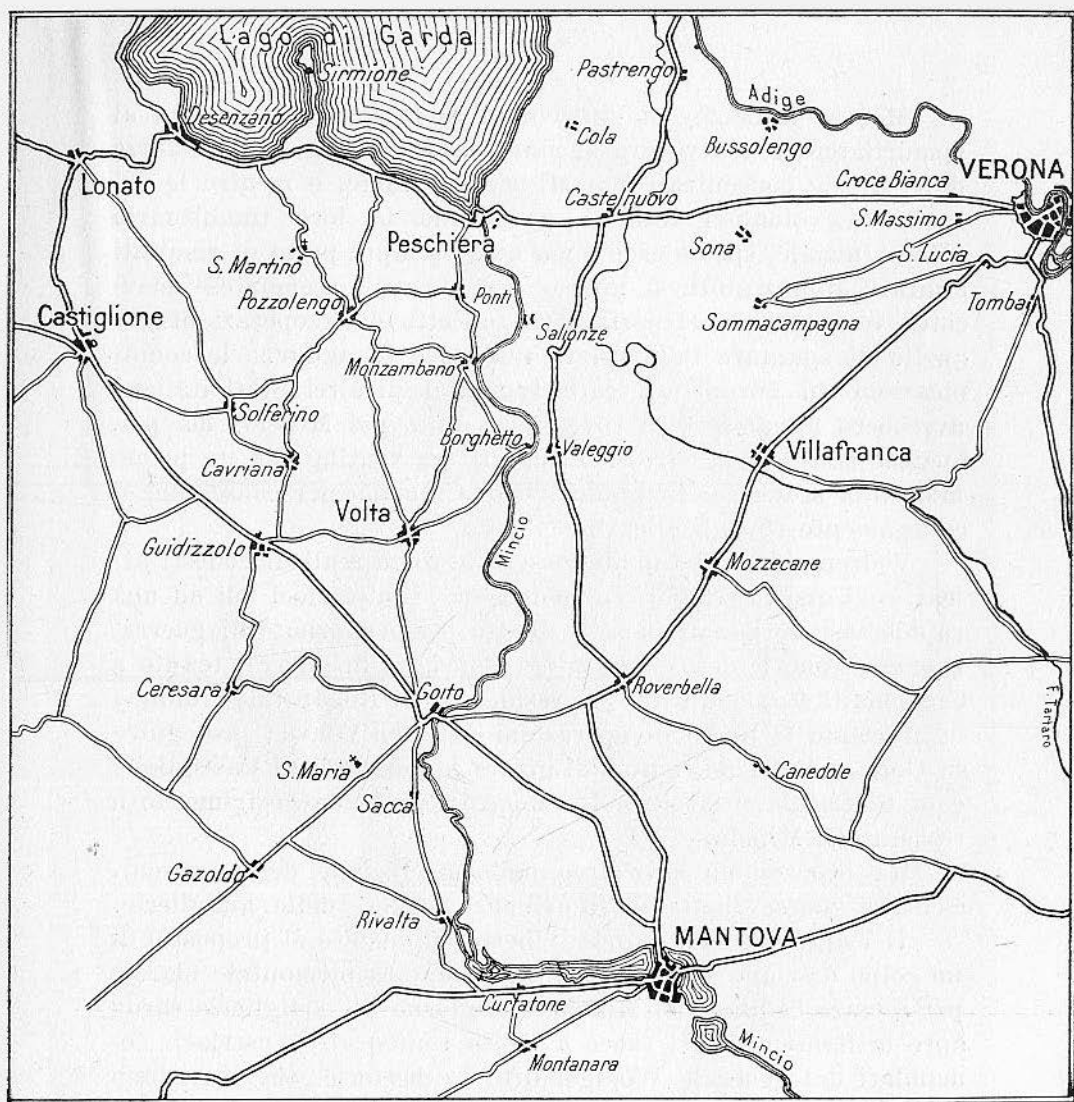 Lago di Garda
Sirmione
Pastrengo
Adige
Desenzano
Cola
Bussolengo
VERONA
Lonato
Croce Bianca
Castelnuovo
S. Massimo
Peschiera
Sona
S. Lucia
S. Martino
Ponti
Pozzolengo
Tomba
Castiglione
Salionze
Sommacampagna
Monzambano
Solferino
Borghetto
Valeggio
Villafranca
Cavriana
Volta
Guidizzolo
Mincio
Mozzecane
Ceresara
Goito
Roverbella
F. Tartaro
S. Maria
Canedole
Sacca
Gazoldo
Rivalta
MANTOVA
Curtatone
Mincio
Montanara